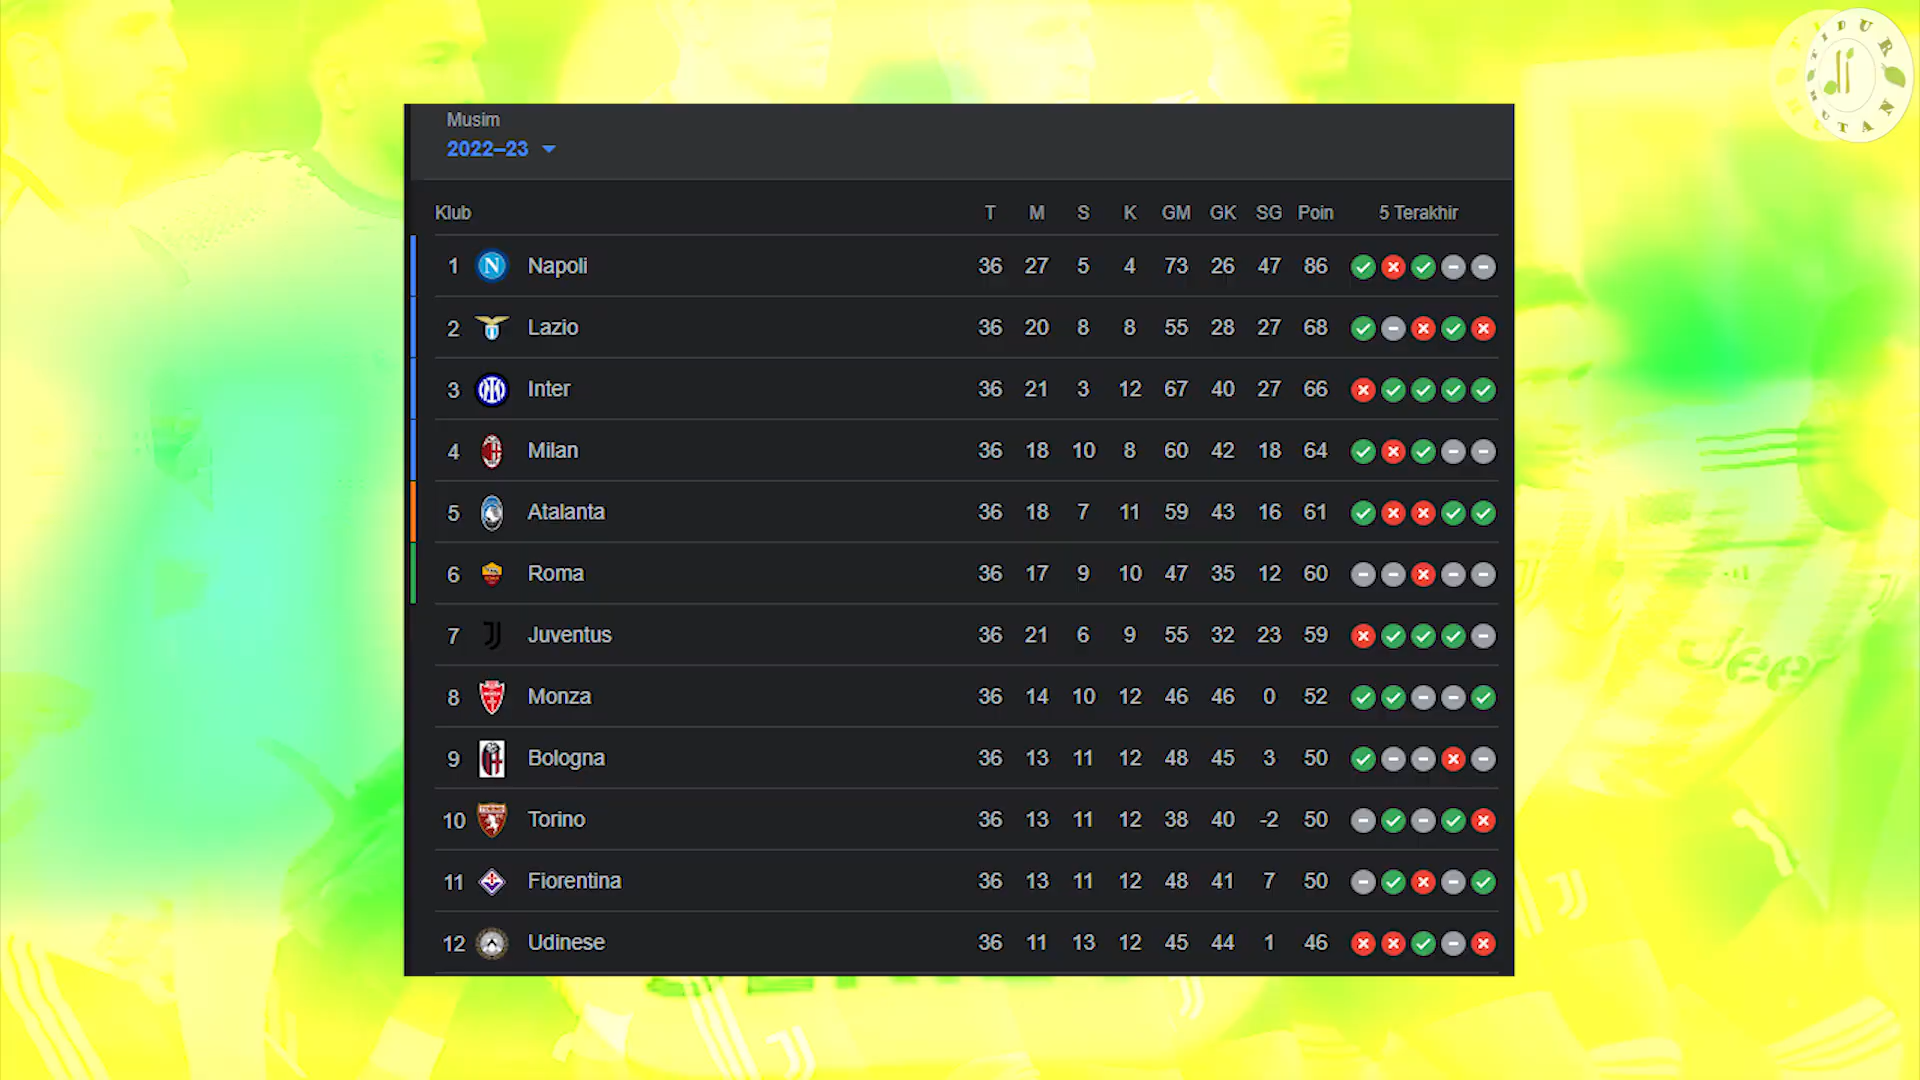 TIDUR
HUTAN
Musim
2022–23
Klub T M S K GM GK SG Poin 5 Terakhir
1 Napoli 36 27 5 4 73 26 47 86
2 Lazio 36 20 8 8 55 28 27 68
3 Inter 36 21 3 12 67 40 27 66
4 Milan 36 18 10 8 60 42 18 64
5 Atalanta 36 18 7 11 59 43 16 61
6 Roma 36 17 9 10 47 35 12 60
7 Juventus 36 21 6 9 55 32 23 59
8 Monza 36 14 10 12 46 46 0 52
9 Bologna 36 13 11 12 48 45 3 50
10 Torino 36 13 11 12 38 40 -2 50
11 Fiorentina 36 13 11 12 48 41 7 50
12 Udinese 36 11 13 12 45 44 1 46
Jeep